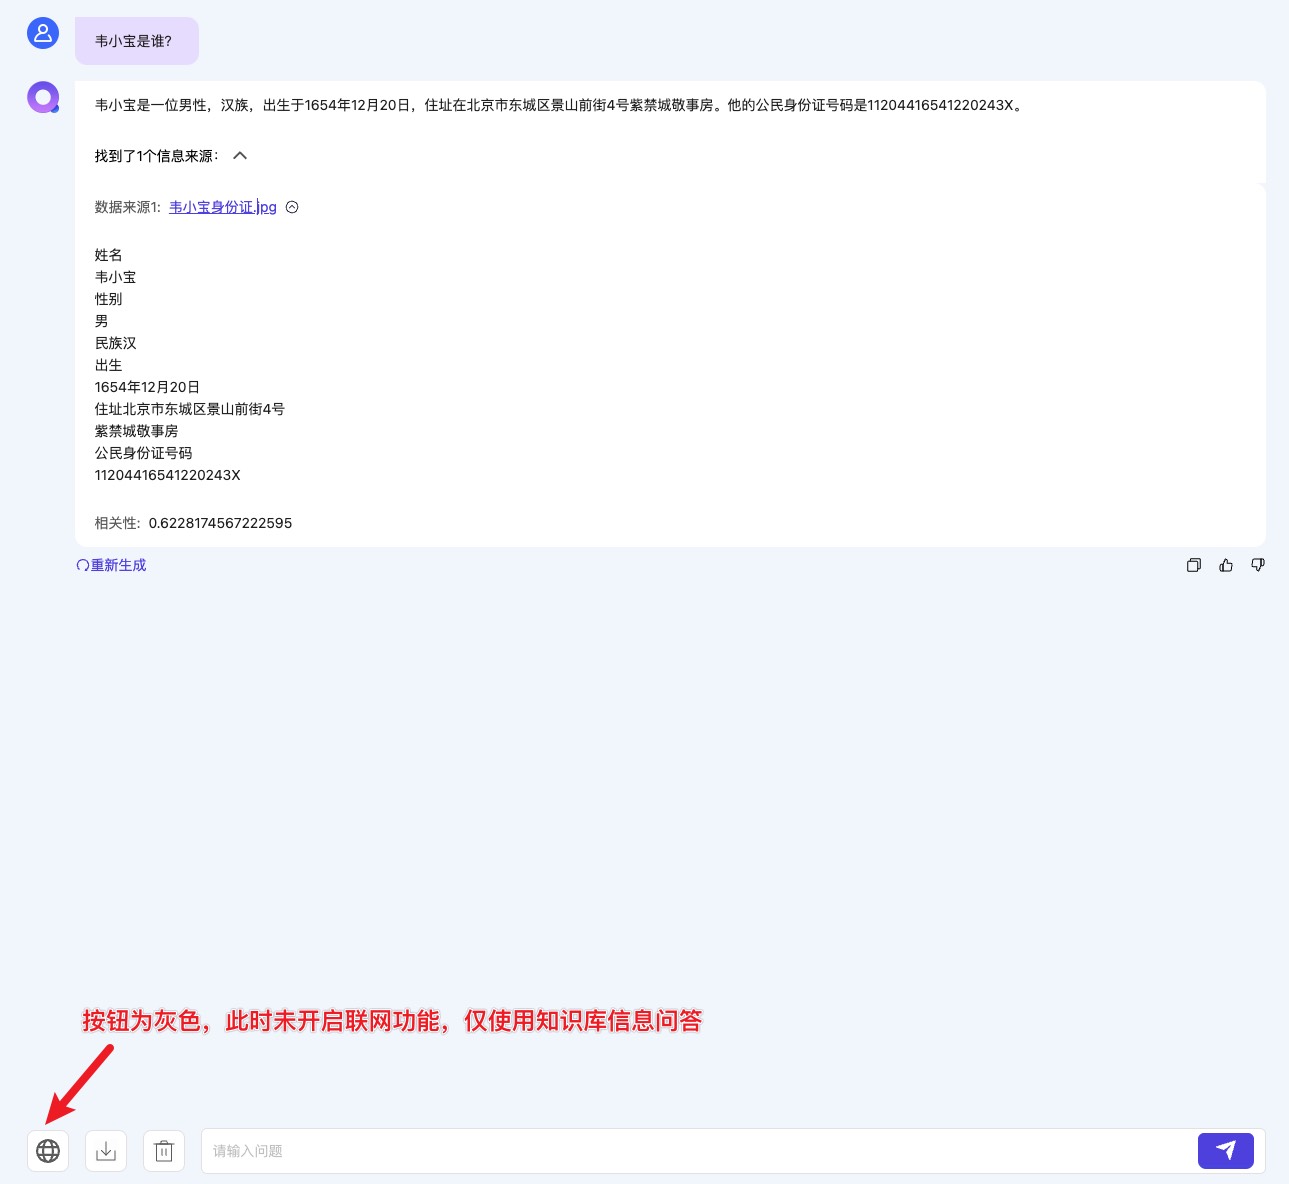 韦小宝是谁?
韦小宝是一位男性，汉族，出生于1654年12月20日，住址在北京市东城区景山前街4号紫禁城敬事房。他的公民身份证号码是11204416541220243X。
找到了1个信息来源：
数据来源1: 韦小宝身份证.jpg
姓名
韦小宝
性别
男
民族汉
出生
1654年12月20日
住址北京市东城区景山前街4号
紫禁城敬事房
公民身份证号码
11204416541220243X
相关性: 0.6228174567222595
重新生成
按钮为灰色，此时未开启联网功能，仅使用知识库信息问答
请输入问题